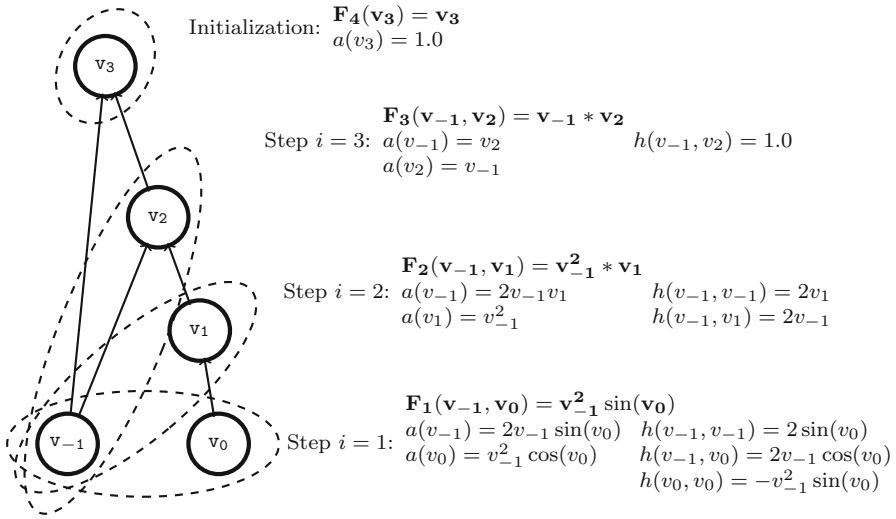 Initialization: F₄(v₃) = v₃
a(v₃) = 1.0
v₃
F₃(v₋₁, v₂) = v₋₁ ∗ v₂
Step i = 3: a(v₋₁) = v₂ h(v₋₁, v₂) = 1.0
a(v₂) = v₋₁
v₂
F₂(v₋₁, v₁) = v²₋₁ ∗ v₁
Step i = 2: a(v₋₁) = 2v₋₁v₁ h(v₋₁, v₋₁) = 2v₁
a(v₁) = v²₋₁ h(v₋₁, v₁) = 2v₋₁
v₁
F₁(v₋₁, v₀) = v²₋₁ sin(v₀)
v₋₁ v₀ Step i = 1: a(v₋₁) = 2v₋₁ sin(v₀) h(v₋₁, v₋₁) = 2 sin(v₀)
a(v₀) = v²₋₁ cos(v₀) h(v₋₁, v₀) = 2v₋₁ cos(v₀)
h(v₀, v₀) = −v²₋₁ sin(v₀)